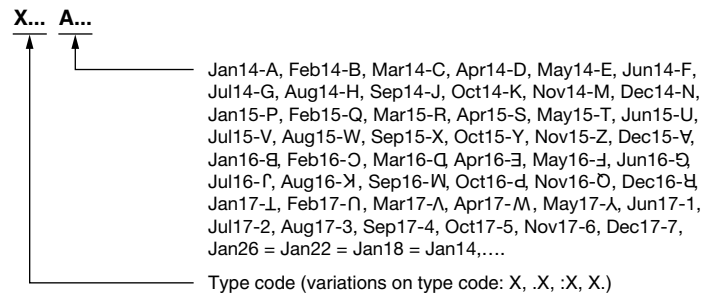 X... A...
Jan14-A, Feb14-B, Mar14-C, Apr14-D, May14-E, Jun14-F,
Jul14-G, Aug14-H, Sep14-J, Oct14-K, Nov14-M, Dec14-N,
Jan15-P, Feb15-Q, Mar15-R, Apr15-S, May15-T, Jun15-U,
Jul15-V, Aug15-W, Sep15-X, Oct15-Y, Nov15-Z, Dec15-Ɐ,
Jan16-ᗺ, Feb16-Ɔ, Mar16-ᗡ, Apr16-Ǝ, May16-Ⅎ, Jun16-⅁,
Jul16-ſ, Aug16-ꓘ, Sep16-ꟽ, Oct16-Ԁ, Nov16-Ò, Dec16-ᴚ,
Jan17-⊥, Feb17-∩, Mar17-Λ, Apr17-ʍ, May17-⅄, Jun17-1,
Jul17-2, Aug17-3, Sep17-4, Oct17-5, Nov17-6, Dec17-7,
Jan26 = Jan22 = Jan18 = Jan14,....
Type code (variations on type code: X, .X, :X, X.)